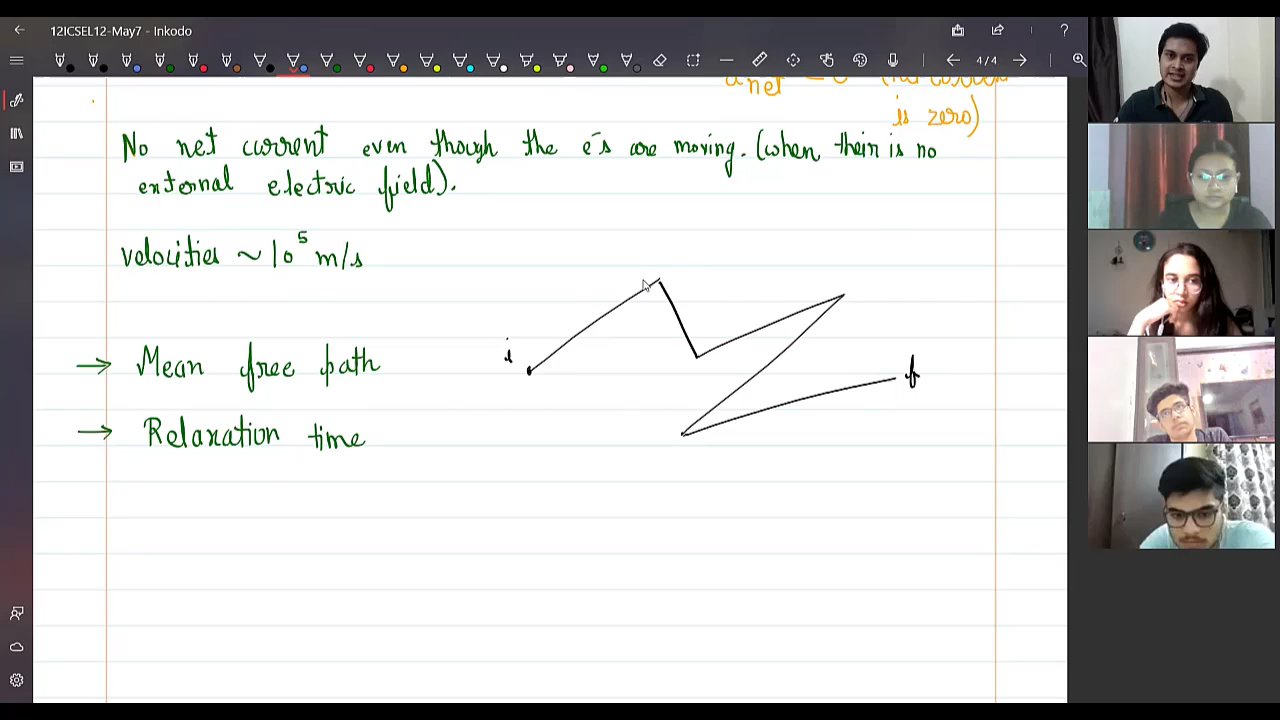 12ICSEL12-May7 - Inkodo
4/4
is zero)
No net current even though the e⁻s are moving. (when their is no
external electric field).
velocities ~ 10⁵ m/s
i
f
→ Mean free path
→ Relaxation time